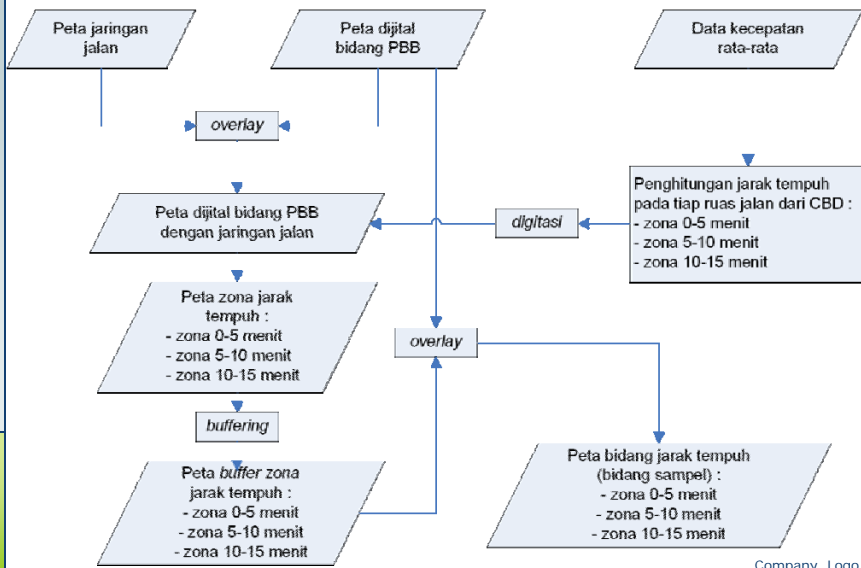 Peta jaringan
jalan
Peta dijital
bidang PBB
Data kecepatan
rata-rata
overlay
Penghitungan jarak tempuh
pada tiap ruas jalan dari CBD :
- zona 0-5 menit
- zona 5-10 menit
- zona 10-15 menit
Peta dijital bidang PBB
dengan jaringan jalan
digitasi
Peta zona jarak
tempuh :
- zona 0-5 menit
- zona 5-10 menit
- zona 10-15 menit
overlay
buffering
Peta buffer zona
jarak tempuh :
- zona 0-5 menit
- zona 5-10 menit
- zona 10-15 menit
Peta bidang jarak tempuh
(bidang sampel) :
- zona 0-5 menit
- zona 5-10 menit
- zona 10-15 menit
Company Logo